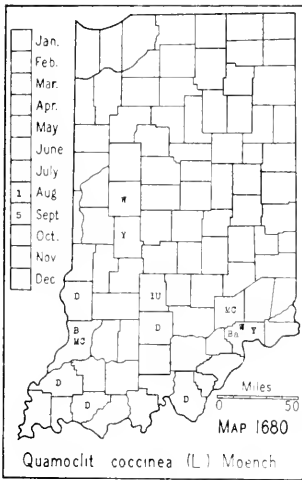 Jan.
Feb.
Mar.
Apr.
May
June
July
1 Aug
5 Sept
Oct.
Nov
Dec
W
Y
D
IU
MC
B
MC
D
Bn
W
Y
D
D
D
Miles
0 50
MAP 1680
Quamoclit coccinea (L.) Moench